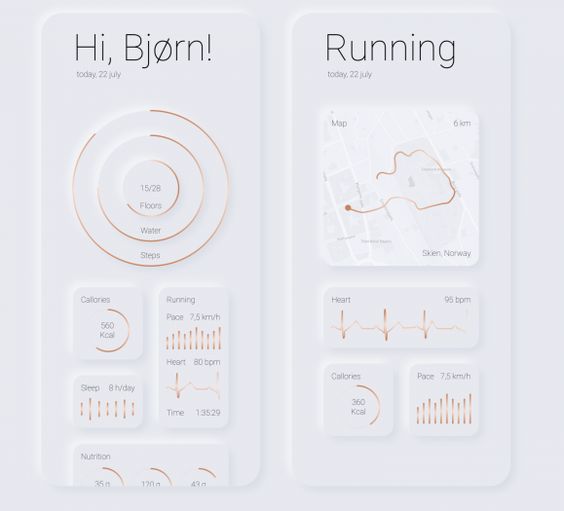 Hi, Bjørn!
today, 22 july
15/28
Floors
Water
Steps
Callories
560
Kcal
Running
Pace 7,5 km/h
Heart 80 bpm
Time 1:35:29
Sleep 8 h/day
Nutrition
35 g 120 g 43 g
Running
today, 22 july
Map 6 km
Skien, Norway
Heart 95 bpm
Callories
360
Kcal
Pace 7,5 km/h